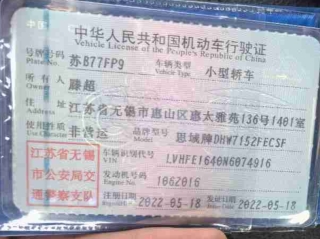 中华人民共和国机动车行驶证
Vehicle License of the People's Republic of China
号牌号码 苏B77FP9 车辆类型 小型轿车
Plate No. Vehicle Type
所有人 滕超
Owner
住址 江苏省无锡市惠山区惠太雅苑136号1401室
Address
使用性质 非营运 品牌型号 思域牌DHW7152FECSF
Use Character Model
江苏省无锡
市公安局交
通警察支队
车辆识别代号 LVHFE1640N6074916
VIN
发动机号码 1062016
Engine No.
注册日期 2022-05-18 发证日期 2022-05-18
Register Date Issue Date